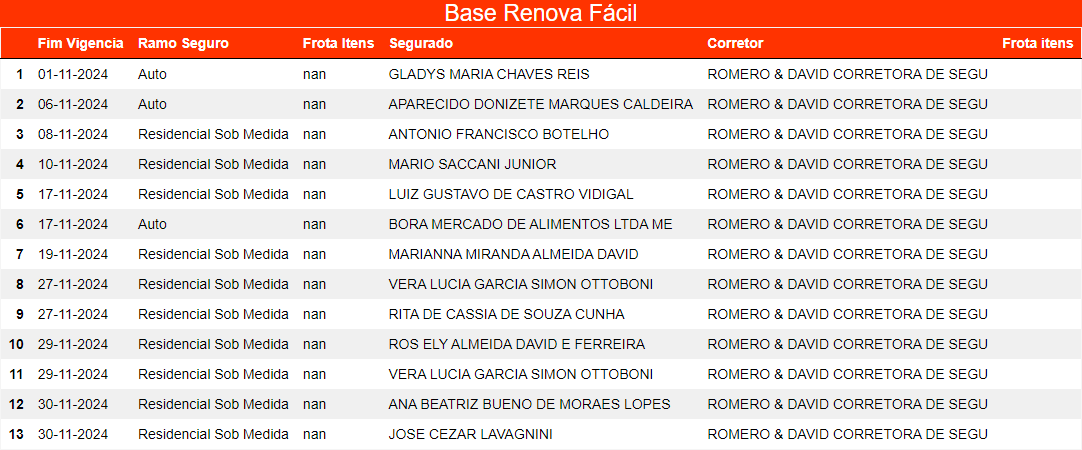 Base Renova Fácil
Fim Vigencia Ramo Seguro Frota Itens Segurado Corretor Frota itens
1 01-11-2024 Auto nan GLADYS MARIA CHAVES REIS ROMERO & DAVID CORRETORA DE SEGU
2 06-11-2024 Auto nan APARECIDO DONIZETE MARQUES CALDEIRA ROMERO & DAVID CORRETORA DE SEGU
3 08-11-2024 Residencial Sob Medida nan ANTONIO FRANCISCO BOTELHO ROMERO & DAVID CORRETORA DE SEGU
4 10-11-2024 Residencial Sob Medida nan MARIO SACCANI JUNIOR ROMERO & DAVID CORRETORA DE SEGU
5 17-11-2024 Residencial Sob Medida nan LUIZ GUSTAVO DE CASTRO VIDIGAL ROMERO & DAVID CORRETORA DE SEGU
6 17-11-2024 Auto nan BORA MERCADO DE ALIMENTOS LTDA ME ROMERO & DAVID CORRETORA DE SEGU
7 19-11-2024 Residencial Sob Medida nan MARIANNA MIRANDA ALMEIDA DAVID ROMERO & DAVID CORRETORA DE SEGU
8 27-11-2024 Residencial Sob Medida nan VERA LUCIA GARCIA SIMON OTTOBONI ROMERO & DAVID CORRETORA DE SEGU
9 27-11-2024 Residencial Sob Medida nan RITA DE CASSIA DE SOUZA CUNHA ROMERO & DAVID CORRETORA DE SEGU
10 29-11-2024 Residencial Sob Medida nan ROS ELY ALMEIDA DAVID E FERREIRA ROMERO & DAVID CORRETORA DE SEGU
11 29-11-2024 Residencial Sob Medida nan VERA LUCIA GARCIA SIMON OTTOBONI ROMERO & DAVID CORRETORA DE SEGU
12 30-11-2024 Residencial Sob Medida nan ANA BEATRIZ BUENO DE MORAES LOPES ROMERO & DAVID CORRETORA DE SEGU
13 30-11-2024 Residencial Sob Medida nan JOSE CEZAR LAVAGNINI ROMERO & DAVID CORRETORA DE SEGU